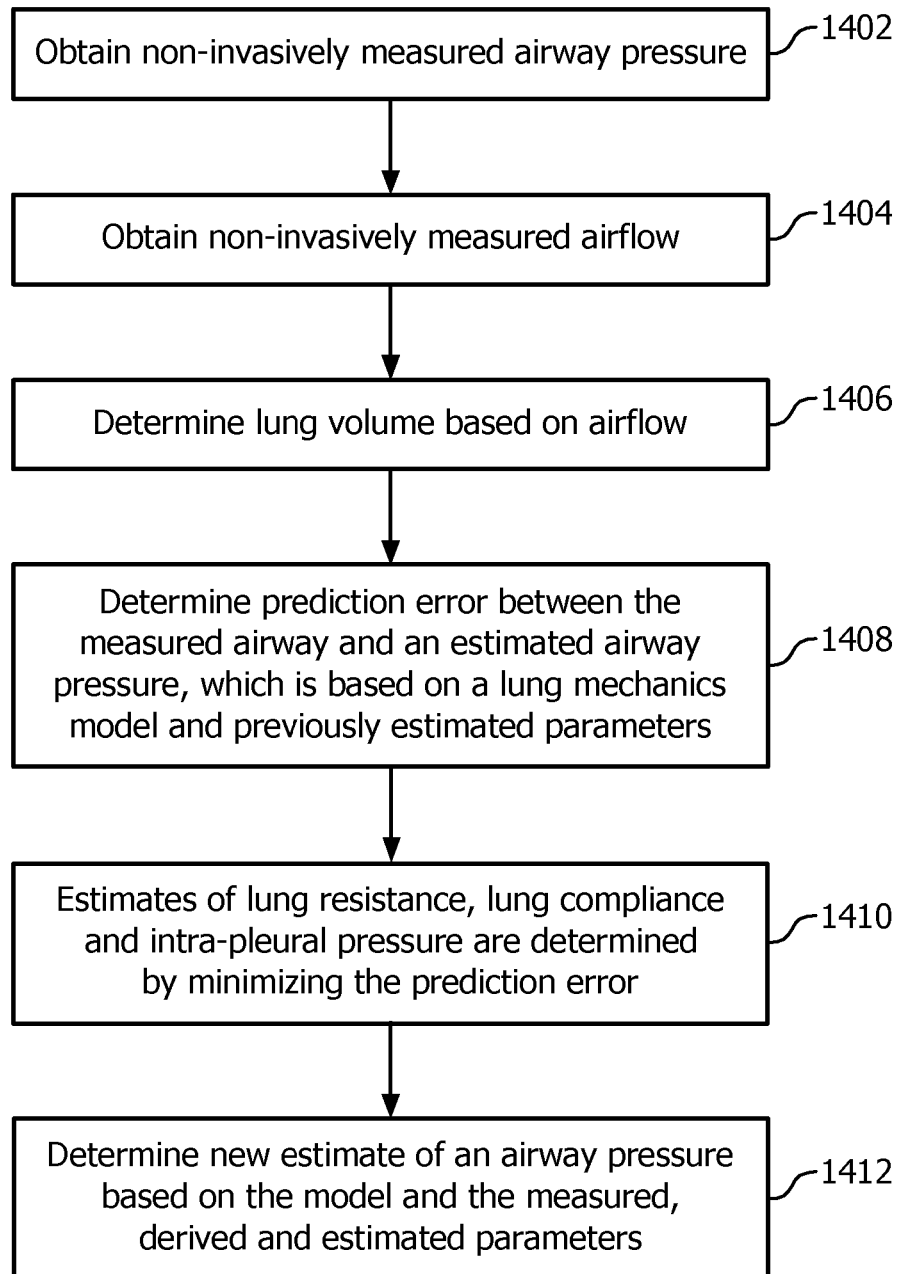 Obtain non-invasively measured airway pressure
1402
Obtain non-invasively measured airflow
1404
Determine lung volume based on airflow
1406
Determine prediction error between the
measured airway and an estimated airway
pressure, which is based on a lung mechanics
model and previously estimated parameters
1408
Estimates of lung resistance, lung compliance
and intra-pleural pressure are determined
by minimizing the prediction error
1410
Determine new estimate of an airway pressure
based on the model and the measured,
derived and estimated parameters
1412